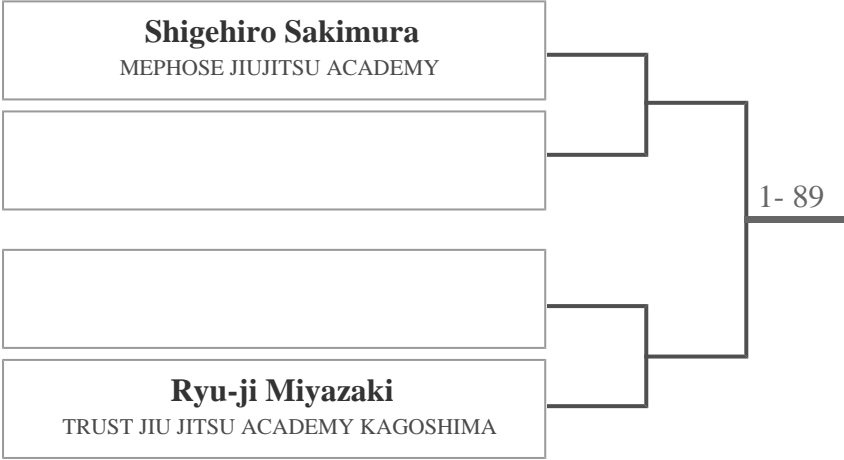 Shigehiro Sakimura
MEPHOSE JIUJITSU ACADEMY
1- 89
Ryu-ji Miyazaki
TRUST JIU JITSU ACADEMY KAGOSHIMA